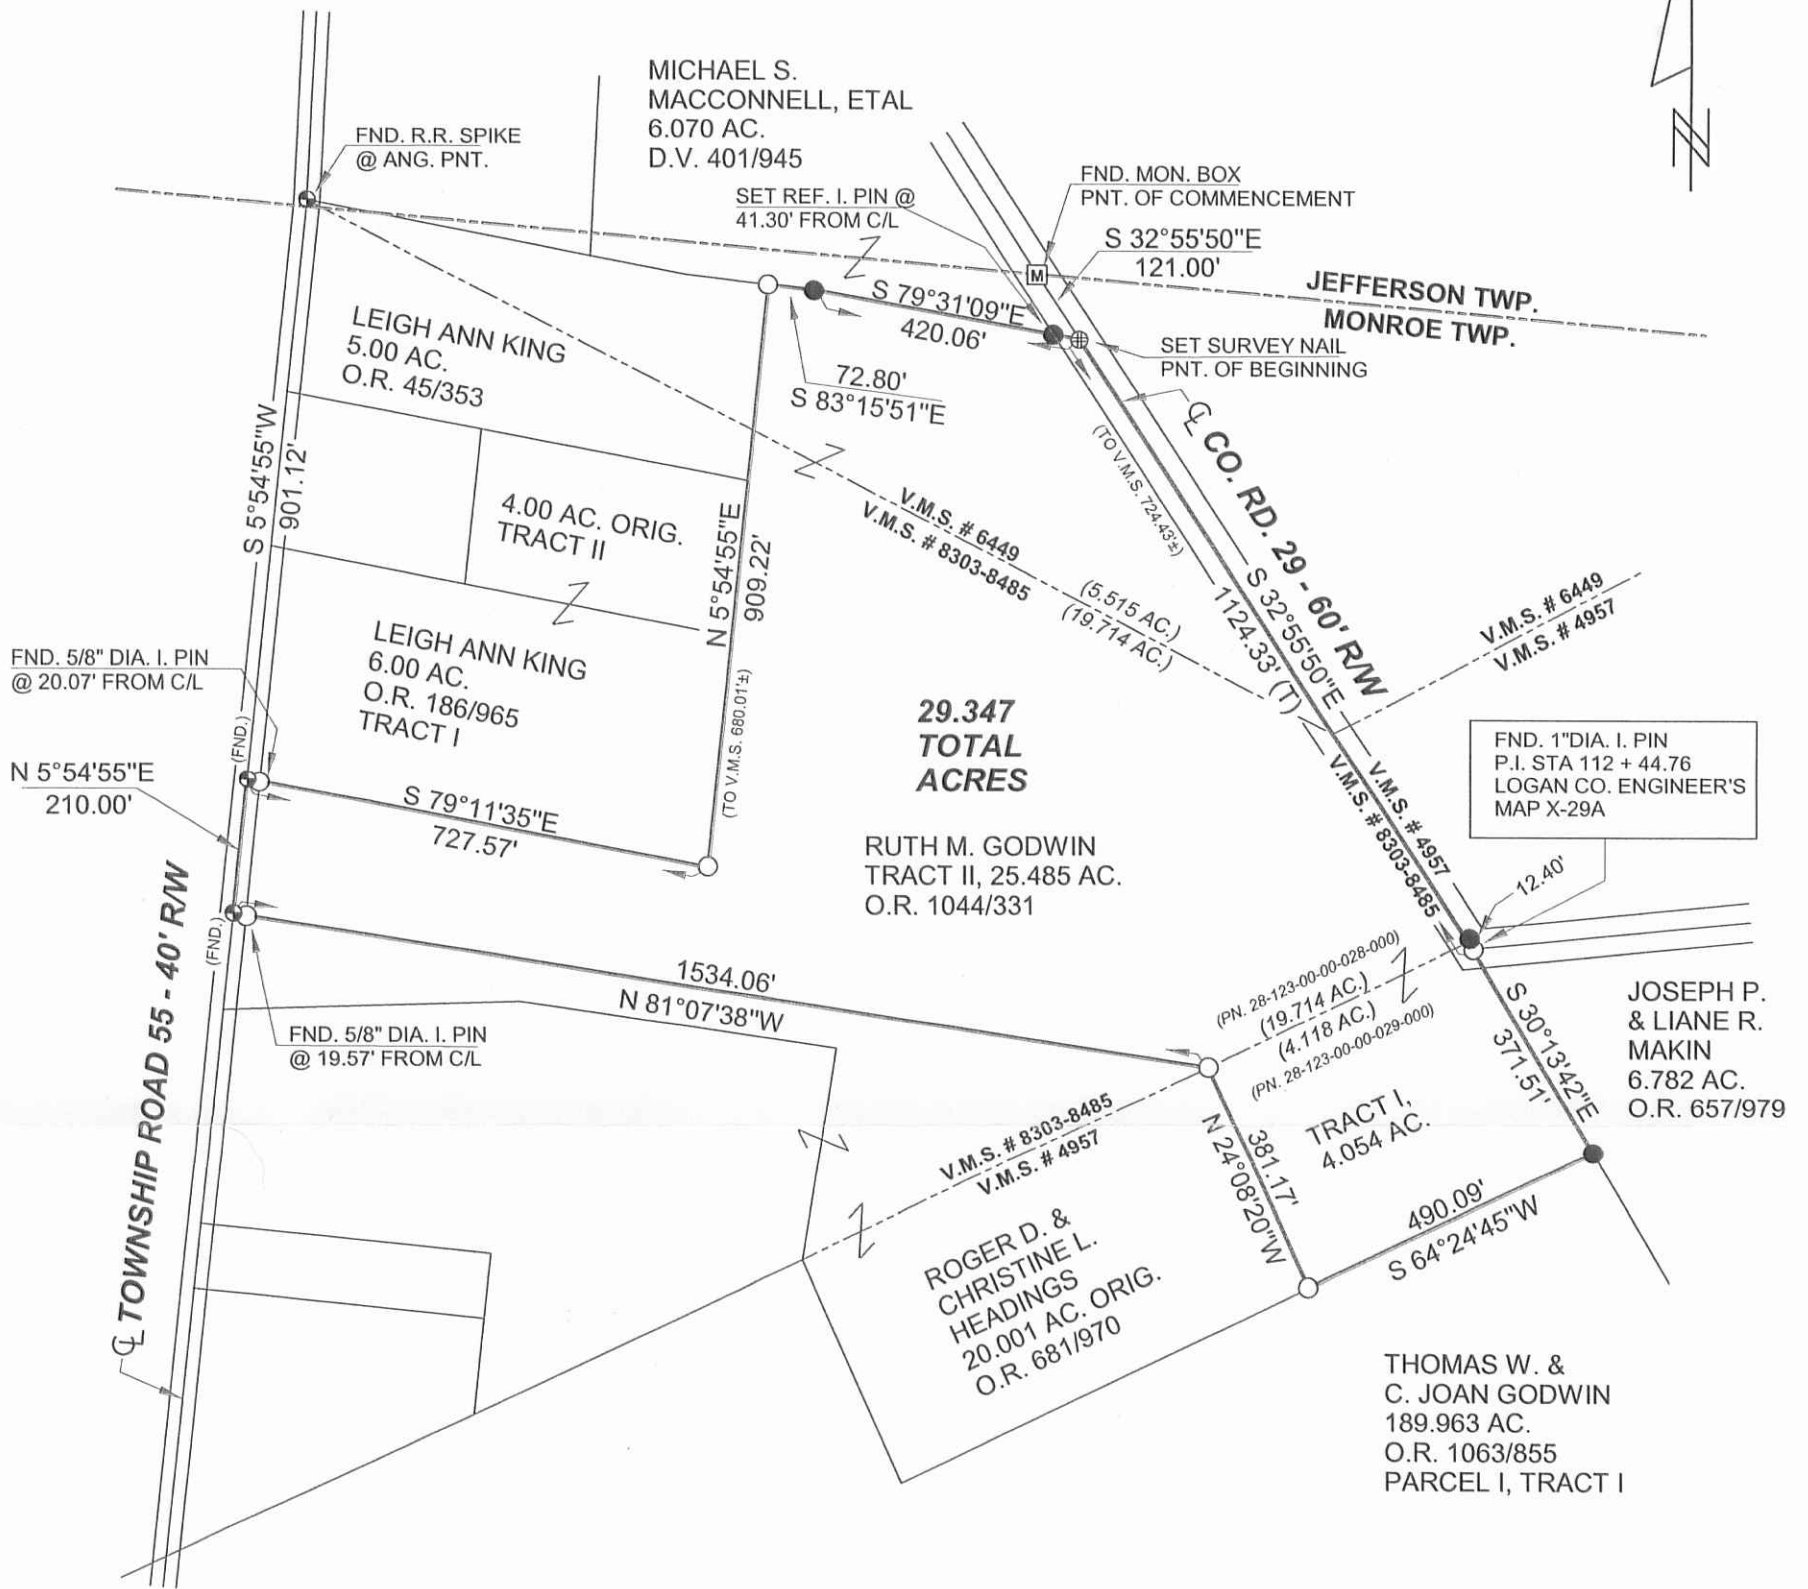 MICHAEL S.
MACCONNELL, ETAL
6.070 AC.
D.V. 401/945
FND. R.R. SPIKE
@ ANG. PNT.
SET REF. I. PIN @
41.30' FROM C/L
FND. MON. BOX
PNT. OF COMMENCEMENT
N
S 32°55'50"E
121.00'
M
JEFFERSON TWP.
MONROE TWP.
S 79°31'09"E
420.06'
SET SURVEY NAIL
PNT. OF BEGINNING
72.80'
S 83°15'51"E
LEIGH ANN KING
5.00 AC.
O.R. 45/353
S 5°54'55"W
901.12'
4.00 AC. ORIG.
TRACT II
N 5°54'55"E
909.22'
(TO V.M.S. 680.01'±)
V.M.S. # 6449
V.M.S. # 8303-8485
(5.515 AC.)
(19.714 AC.)
(TO V.M.S. 724.43'±)
1124.33' (T)
S 32°55'50"E
℄ CO. RD. 29 - 60' R/W
V.M.S. # 6449
V.M.S. # 4957
LEIGH ANN KING
6.00 AC.
O.R. 186/965
TRACT I
FND. 5/8" DIA. I. PIN
@ 20.07' FROM C/L
(FND.)
N 5°54'55"E
210.00'
S 79°11'35"E
727.57'
29.347
TOTAL
ACRES
RUTH M. GODWIN
TRACT II, 25.485 AC.
O.R. 1044/331
V.M.S. # 4957
V.M.S. # 8303-8485
FND. 1"DIA. I. PIN
P.I. STA 112 + 44.76
LOGAN CO. ENGINEER'S
MAP X-29A
12.40'
(FND.)
1534.06'
N 81°07'38"W
FND. 5/8" DIA. I. PIN
@ 19.57' FROM C/L
℄ TOWNSHIP ROAD 55 - 40' R/W
(PN. 28-123-00-00-028-000)
(19.714 AC.)
(4.118 AC.)
(PN. 28-123-00-00-029-000)
S 30°13'42"E
371.51'
JOSEPH P.
& LIANE R.
MAKIN
6.782 AC.
O.R. 657/979
TRACT I,
4.054 AC.
V.M.S. # 8303-8485
V.M.S. # 4957
381.17'
N 24°08'20"W
490.09'
S 64°24'45"W
ROGER D. &
CHRISTINE L.
HEADINGS
20.001 AC. ORIG.
O.R. 681/970
THOMAS W. &
C. JOAN GODWIN
189.963 AC.
O.R. 1063/855
PARCEL I, TRACT I